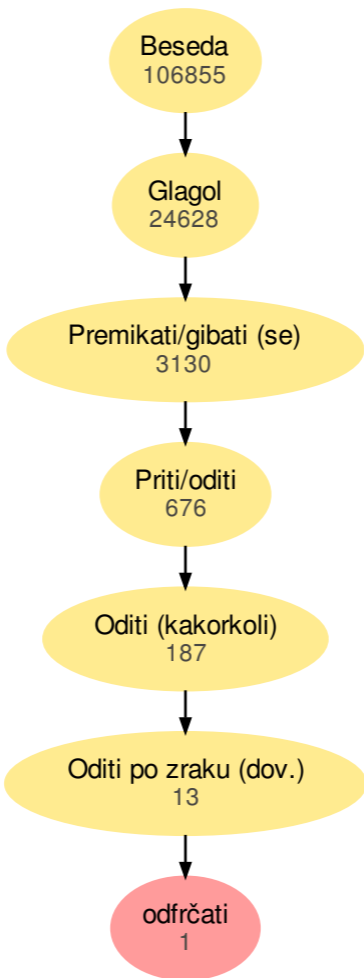 Beseda
106855
Glagol
24628
Premikati/gibati (se)
3130
Priti/oditi
676
Oditi (kakorkoli)
187
Oditi po zraku (dov.)
13
odfrčati
1